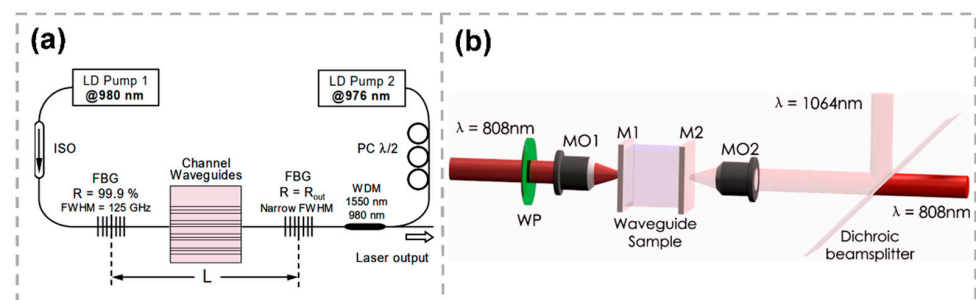 (a)
LD Pump 1
@980 nm
LD Pump 2
@976 nm
ISO
PC λ/2
FBG
R = 99.9 %
FWHM = 125 GHz
Channel
Waveguides
FBG
R = Rout
Narrow FWHM
WDM
1550 nm
980 nm
L
Laser output
(b)
λ = 808nm
MO1
M1
M2
MO2
λ = 1064nm
WP
Waveguide
Sample
λ = 808nm
Dichroic
beamsplitter